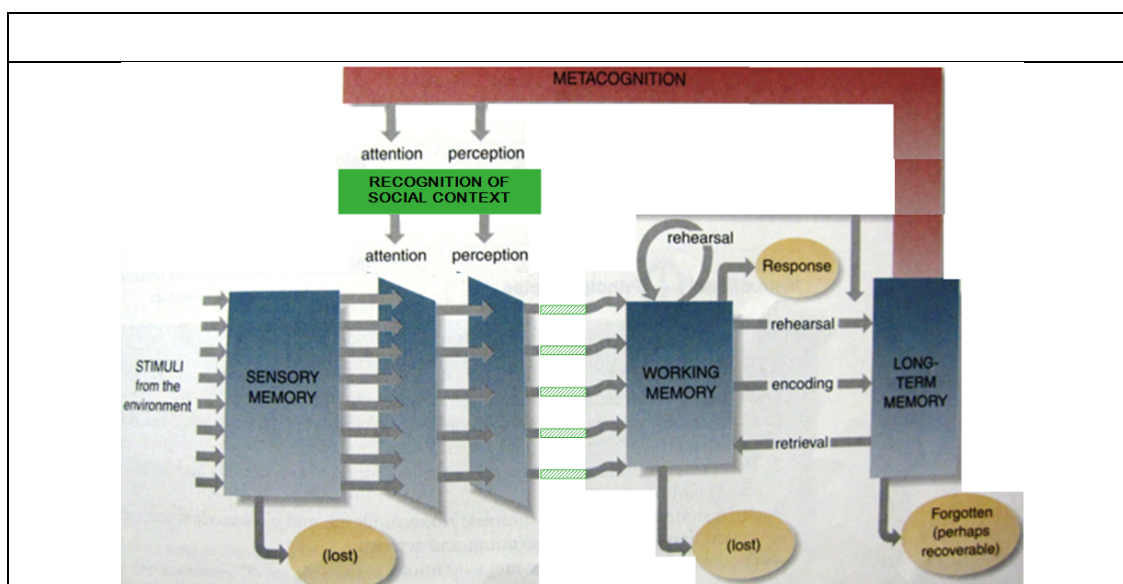 METACOGNITION
attention
perception
RECOGNITION OF
SOCIAL CONTEXT
attention
perception
rehearsal
Response
STIMULI
from the
environment
SENSORY
MEMORY
WORKING
MEMORY
rehearsal
encoding
retrieval
LONG-
TERM
MEMORY
(lost)
(lost)
Forgotten
(perhaps
recoverable)